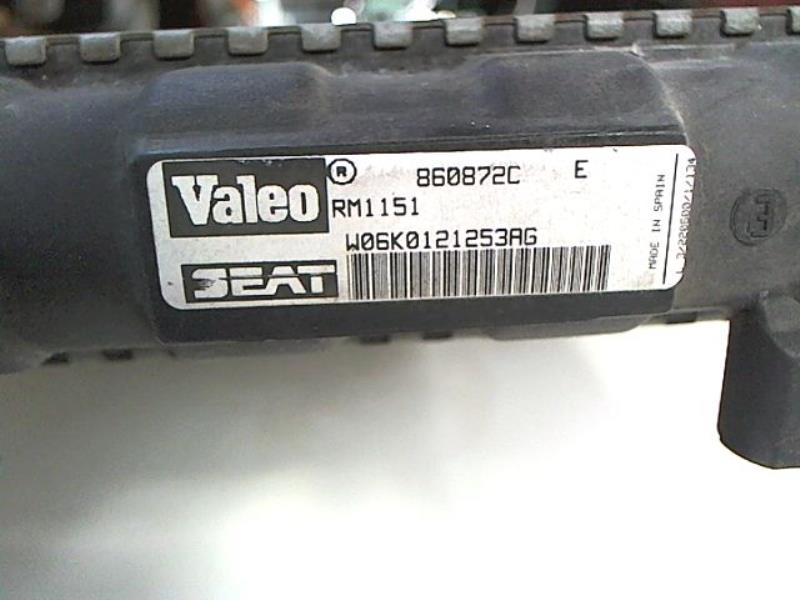 Valeo ® 860872C E
RM1151
W06K0121253AG
SEAT
MADE IN SPAIN